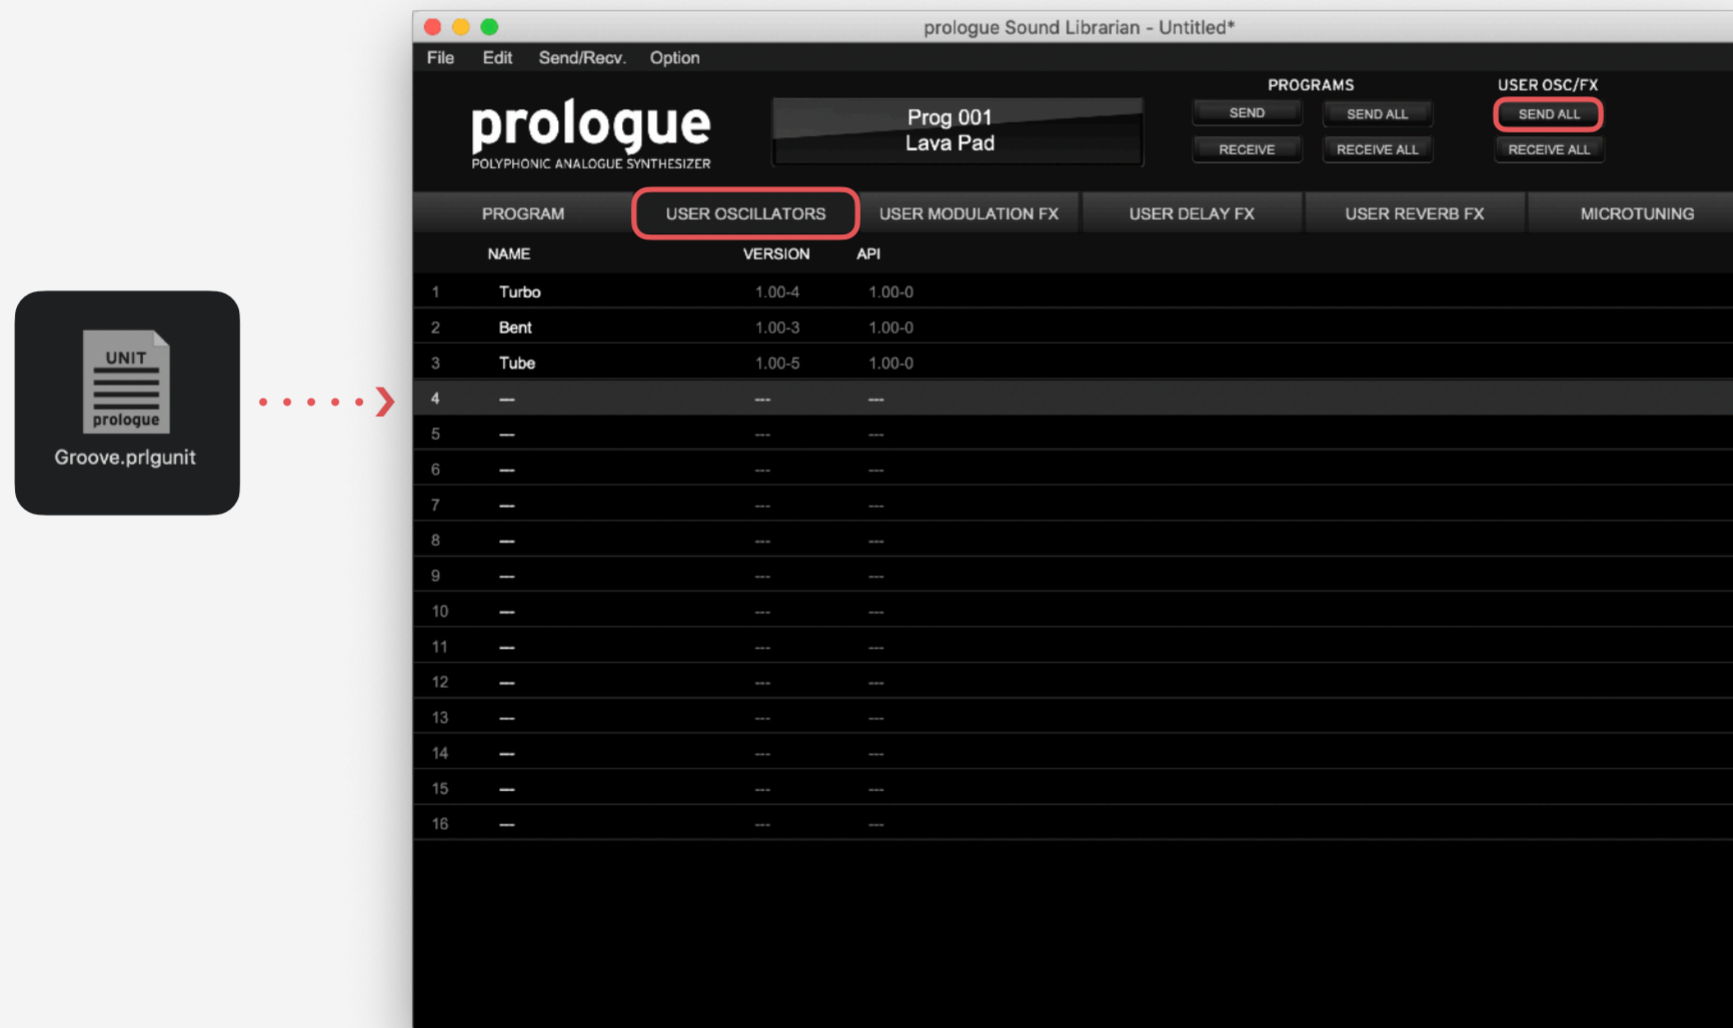 prologue Sound Librarian - Untitled*
File Edit Send/Recv. Option
PROGRAMS USER OSC/FX
prologue
POLYPHONIC ANALOGUE SYNTHESIZER
Prog 001
Lava Pad
SEND SEND ALL SEND ALL
RECEIVE RECEIVE ALL RECEIVE ALL
PROGRAM USER OSCILLATORS USER MODULATION FX USER DELAY FX USER REVERB FX MICROTUNING
NAME VERSION API
1 Turbo 1.00-4 1.00-0
2 Bent 1.00-3 1.00-0
3 Tube 1.00-5 1.00-0
4 --- --- ---
5 --- --- ---
6 --- --- ---
7 --- --- ---
8 --- --- ---
9 --- --- ---
10 --- --- ---
11 --- --- ---
12 --- --- ---
13 --- --- ---
14 --- --- ---
15 --- --- ---
16 --- --- ---
UNIT
prologue
Groove.prlgunit